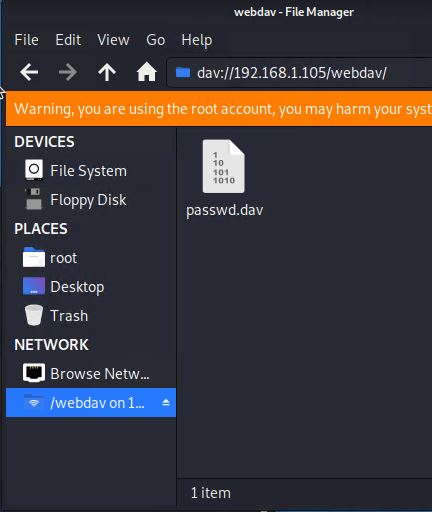 webdav - File Manager
File Edit View Go Help
dav://192.168.1.105/webdav/
Warning, you are using the root account, you may harm your syst
DEVICES
File System
Floppy Disk
PLACES
root
Desktop
Trash
NETWORK
Browse Netw...
/webdav on 1...
1
10
101
1010
passwd.dav
1 item